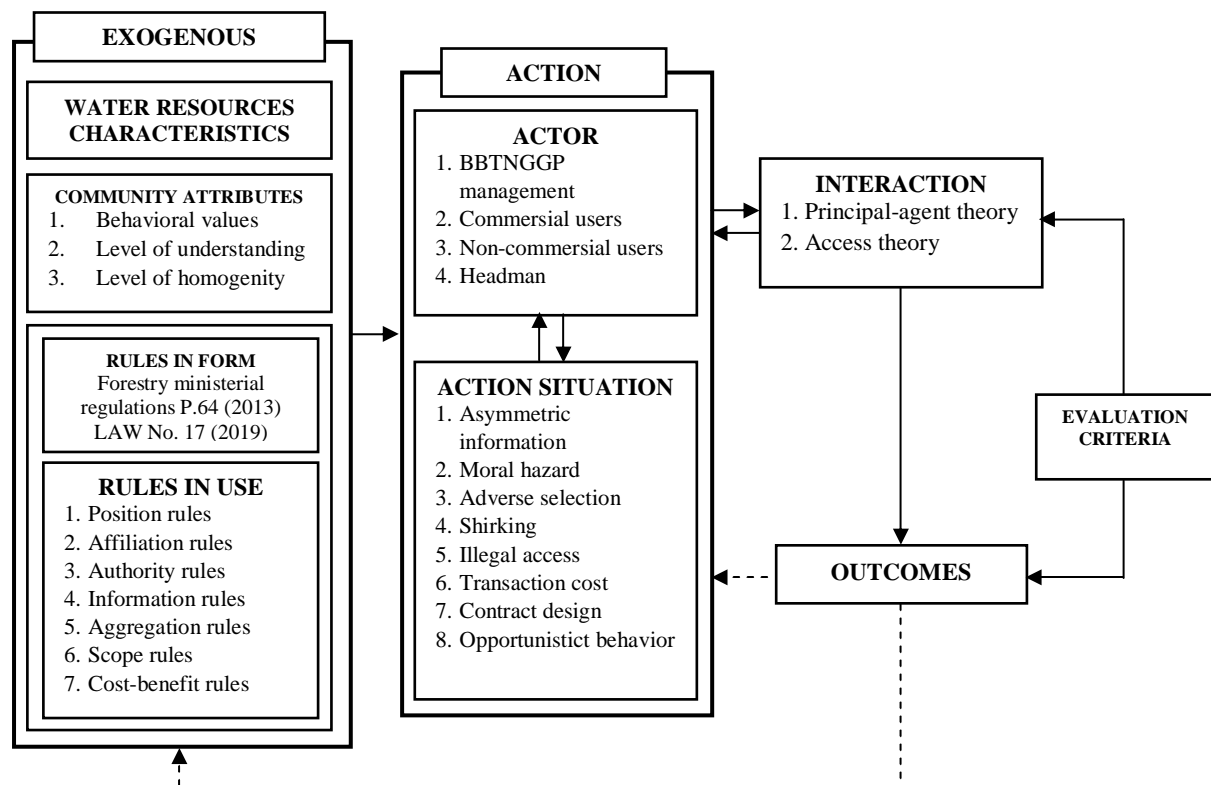 EXOGENOUS
WATER RESOURCES
CHARACTERISTICS
COMMUNITY ATTRIBUTES
1. Behavioral values
2. Level of understanding
3. Level of homogenity
RULES IN FORM
Forestry ministerial
regulations P.64 (2013)
LAW No. 17 (2019)
RULES IN USE
1. Position rules
2. Affiliation rules
3. Authority rules
4. Information rules
5. Aggregation rules
6. Scope rules
7. Cost-benefit rules
ACTION
ACTOR
1. BBTNGGP
management
2. Commersial users
3. Non-commersial users
4. Headman
ACTION SITUATION
1. Asymmetric
information
2. Moral hazard
3. Adverse selection
4. Shirking
5. Illegal access
6. Transaction cost
7. Contract design
8. Opportunistict behavior
INTERACTION
1. Principal-agent theory
2. Access theory
EVALUATION
CRITERIA
OUTCOMES